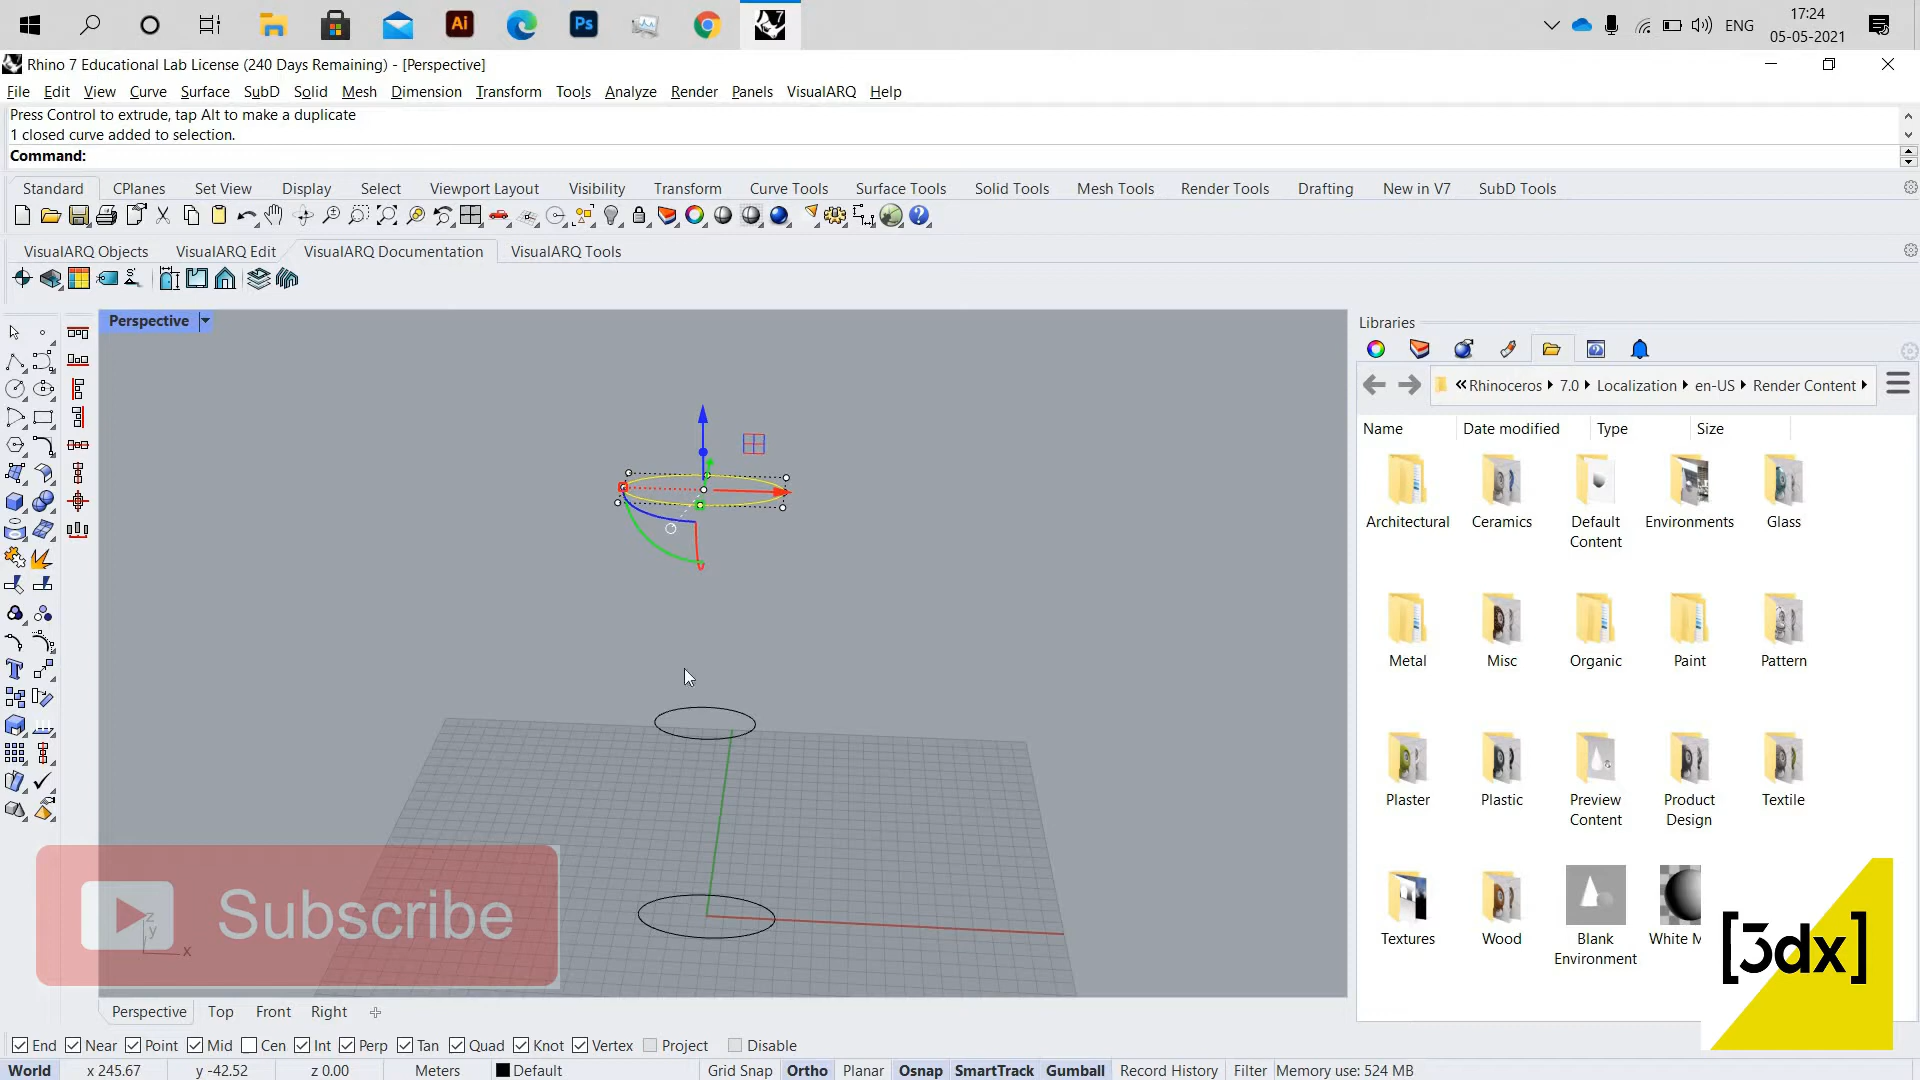 Ai
Ps
7
ENG
17:24
05-05-2021
Rhino 7 Educational Lab License (240 Days Remaining) - [Perspective]
File Edit View Curve Surface SubD Solid Mesh Dimension Transform Tools Analyze Render Panels VisualARQ Help
Press Control to extrude, tap Alt to make a duplicate
1 closed curve added to selection.
Command:
Standard CPlanes Set View Display Select Viewport Layout Visibility Transform Curve Tools Surface Tools Solid Tools Mesh Tools Render Tools Drafting New in V7 SubD Tools
VisualARQ Objects VisualARQ Edit VisualARQ Documentation VisualARQ Tools
Perspective
Libraries
«Rhinoceros 7.0 Localization en-US Render Content
Name Date modified Type Size
Architectural Ceramics Default Content Environments Glass
Metal Misc Organic Paint Pattern
Plaster Plastic Preview Content Product Design Textile
Textures Wood Blank Environment White M
Subscribe
z
y
x
[3dx]
Perspective Top Front Right
End Near Point Mid Cen Int Perp Tan Quad Knot Vertex Project Disable
World x 245.67 y -42.52 z 0.00 Meters Default Grid Snap Ortho Planar Osnap SmartTrack Gumball Record History Filter Memory use: 524 MB